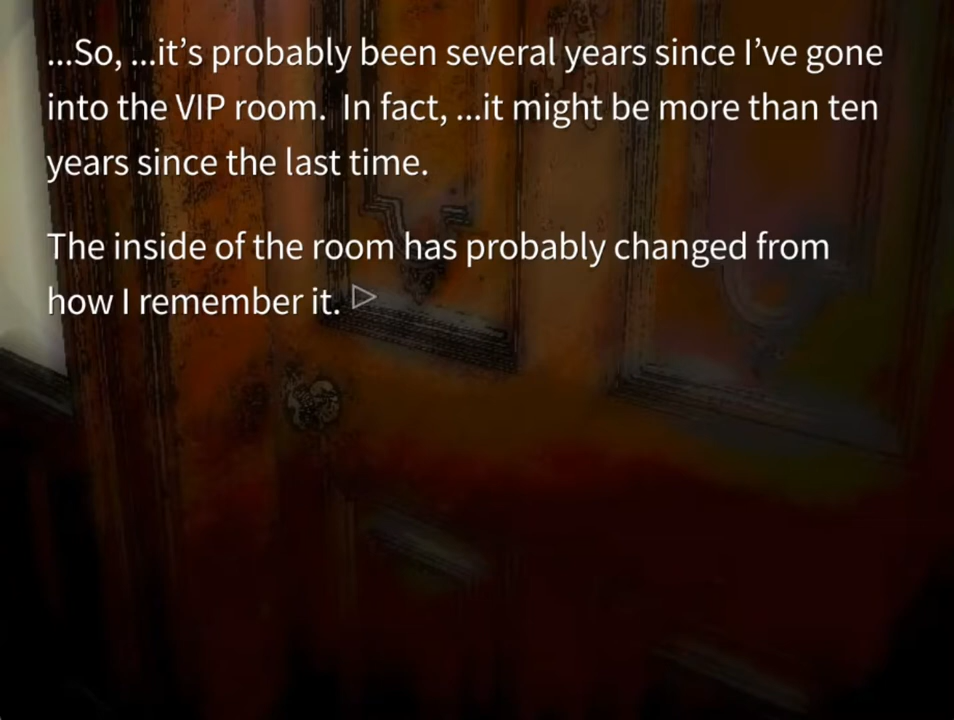 ...So, ...it’s probably been several years since I’ve gone
into the VIP room.  In fact, ...it might be more than ten
years since the last time.
The inside of the room has probably changed from
how I remember it.